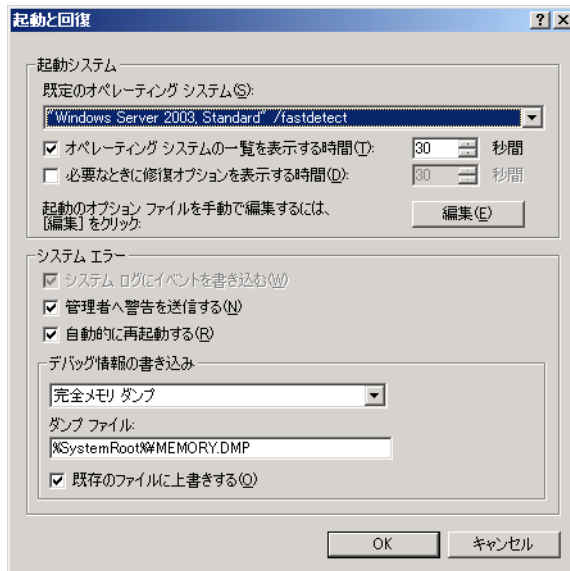 起動と回復
起動システム
既定のオペレーティング システム(S):
"Windows Server 2003, Standard" /fastdetect
オペレーティング システムの一覧を表示する時間(T): 30 秒間
必要なときに修復オプションを表示する時間(D): 30 秒間
起動のオプション ファイルを手動で編集するには、
[編集] をクリック: 編集(E)
システム エラー
システム ログにイベントを書き込む(W)
管理者へ警告を送信する(N)
自動的に再起動する(R)
デバッグ情報の書き込み
完全メモリ ダンプ
ダンプ ファイル:
%SystemRoot%¥MEMORY.DMP
既存のファイルに上書きする(O)
OK キャンセル